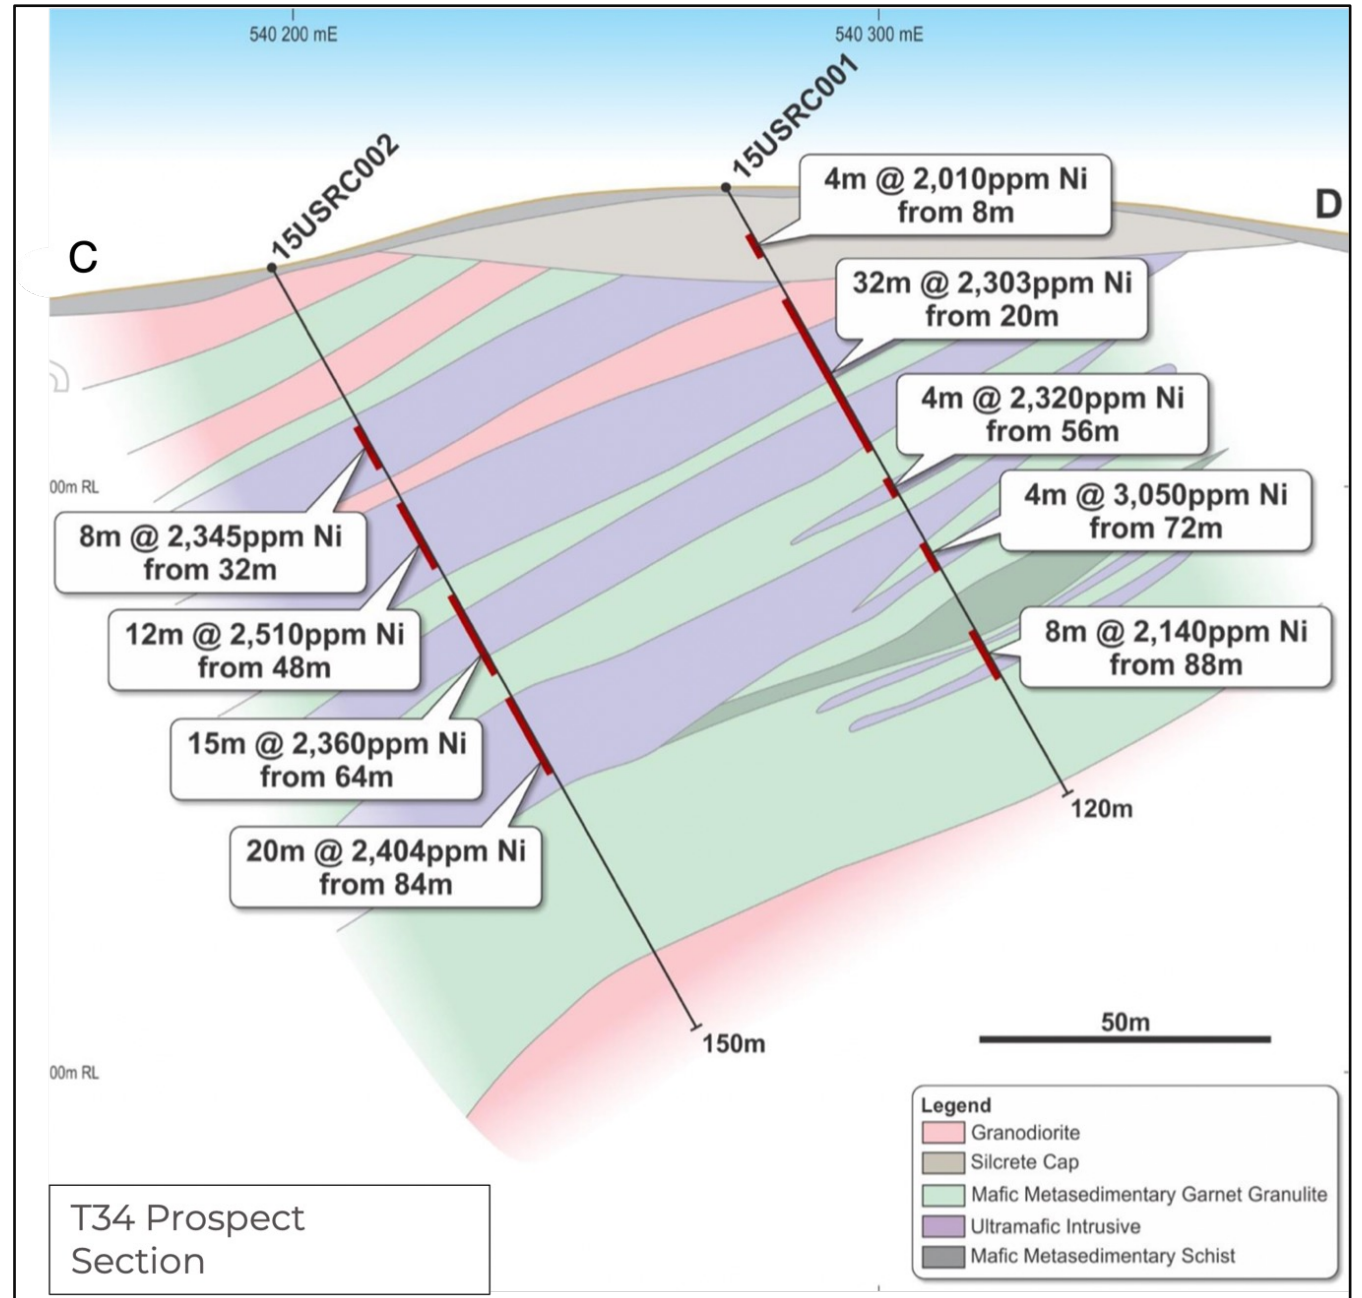 540 200 mE
540 300 mE
15USRC002
15USRC001
C
D
4m @ 2,010ppm Ni
from 8m
32m @ 2,303ppm Ni
from 20m
4m @ 2,320ppm Ni
from 56m
4m @ 3,050ppm Ni
from 72m
8m @ 2,140ppm Ni
from 88m
120m
00m RL
8m @ 2,345ppm Ni
from 32m
12m @ 2,510ppm Ni
from 48m
15m @ 2,360ppm Ni
from 64m
20m @ 2,404ppm Ni
from 84m
150m
00m RL
50m
Legend
Granodiorite
Silcrete Cap
Mafic Metasedimentary Garnet Granulite
Ultramafic Intrusive
Mafic Metasedimentary Schist
T34 Prospect
Section